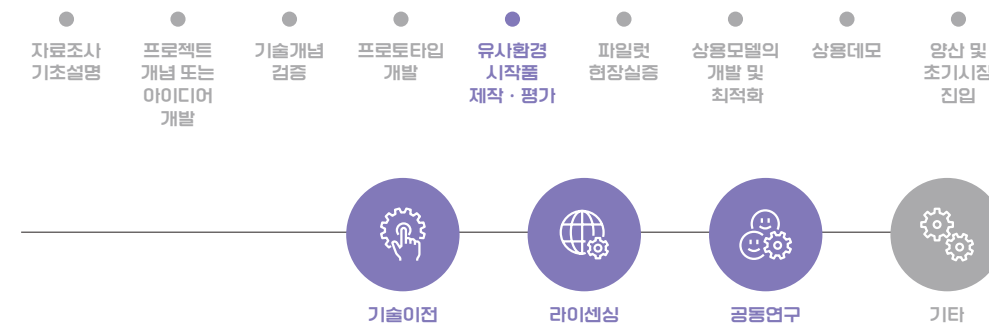 자료조사
기초설명
프로젝트
개념 또는
아이디어
개발
기술개념
검증
프로토타입
개발
유사환경
시작품
제작 · 평가
파일럿
현장실증
상용모델의
개발 및
최적화
상용데모
양산 및
초기시장
진입
기술이전
라이센싱
공동연구
기타